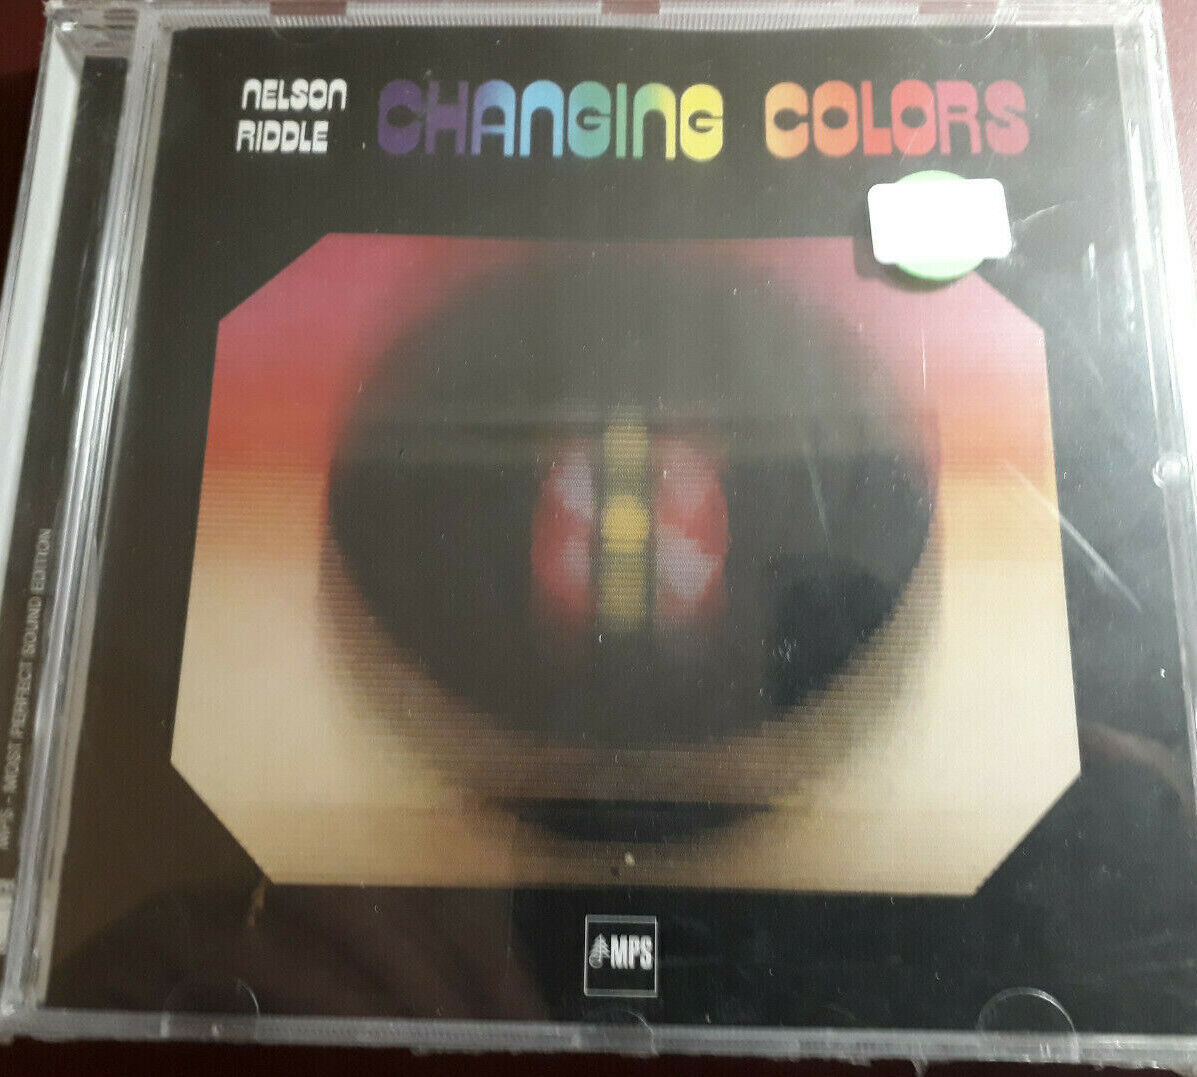 NELSON
RIDDLE
CHANGING COLORS
MPS - MOST PERFECT SOUND EDITION
MPS